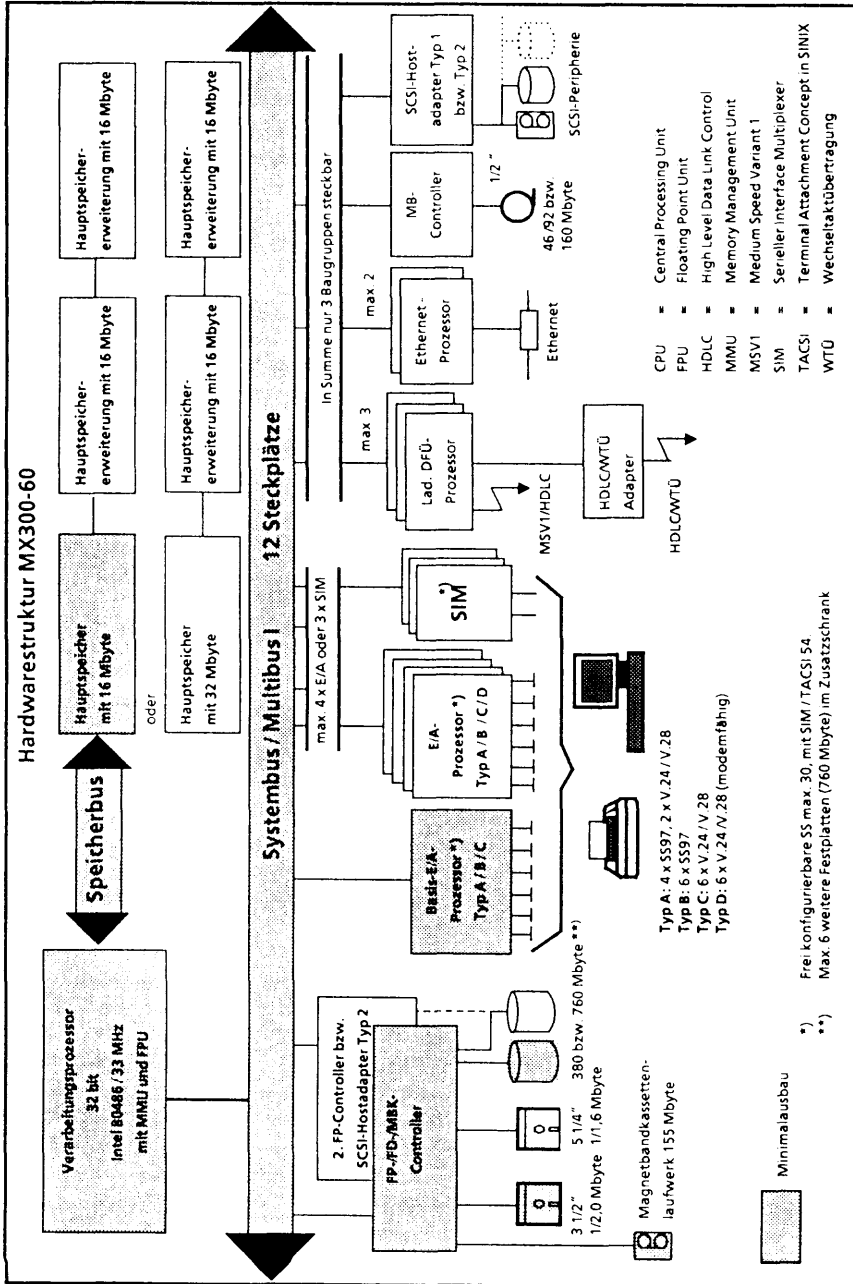 Hardwarestruktur MX300-60
Verarbeitungsprozessor
32 bit
Intel 80486 / 33 MHz
mit MMU und FPU
Speicherbus
Hauptspeicher
mit 16 Mbyte
Hauptspeicher-
erweiterung mit 16 Mbyte
Hauptspeicher-
erweiterung mit 16 Mbyte
oder
Hauptspeicher
mit 32 Mbyte
Hauptspeicher-
erweiterung mit 16 Mbyte
Hauptspeicher-
erweiterung mit 16 Mbyte
Systembus / Multibus I 12 Steckplätze
max. 4 x E/A oder 3 x SIM
In Summe nur 3 Baugruppen steckbar
2. FP-Controller bzw.
SCSI-Hostadapter Typ 2
FP-/FD-/MBK-
Controller
3 1/2"
1/2,0 Mbyte
5 1/4"
1/1,6 Mbyte
380 bzw. 760 Mbyte **)
Magnetbandkassetten-
laufwerk 155 Mbyte
Basis-E/A-
Prozessor *)
Typ A / B / C
E/A-
Prozessor *)
Typ A / B / C / D
SIM *)
Typ A: 4 x SS97, 2 x V.24 / V.28
Typ B: 6 x SS97
Typ C: 6 x V.24 / V.28
Typ D: 6 x V.24 /V.28 (modemfähig)
max 3
Lad. DFÜ-
Prozessor
MSV1/HDLC
HDLC/WTÜ
Adapter
HDLC/WTÜ
max. 2
Ethernet-
Prozessor
Ethernet
MB-
Controller
1/2 "
46/92 bzw.
160 Mbyte
SCSI-Host-
adapter Typ 1
bzw. Typ 2
SCSI-Peripherie
CPU = Central Processing Unit
FPU = Floating Point Unit
HDLC = High Level Data Link Control
MMU = Memory Management Unit
MSV1 = Medium Speed Variant 1
SIM = Serieller Interface Multiplexer
TACSI = Terminal Attachment Concept in SINIX
WTÜ = Wechseltaktübertragung
Minimalausbau
*) Frei konfigurierbare SS max. 30, mit SIM / TACSI 54
**) Max. 6 weitere Festplatten (760 Mbyte) im Zusatzschrank